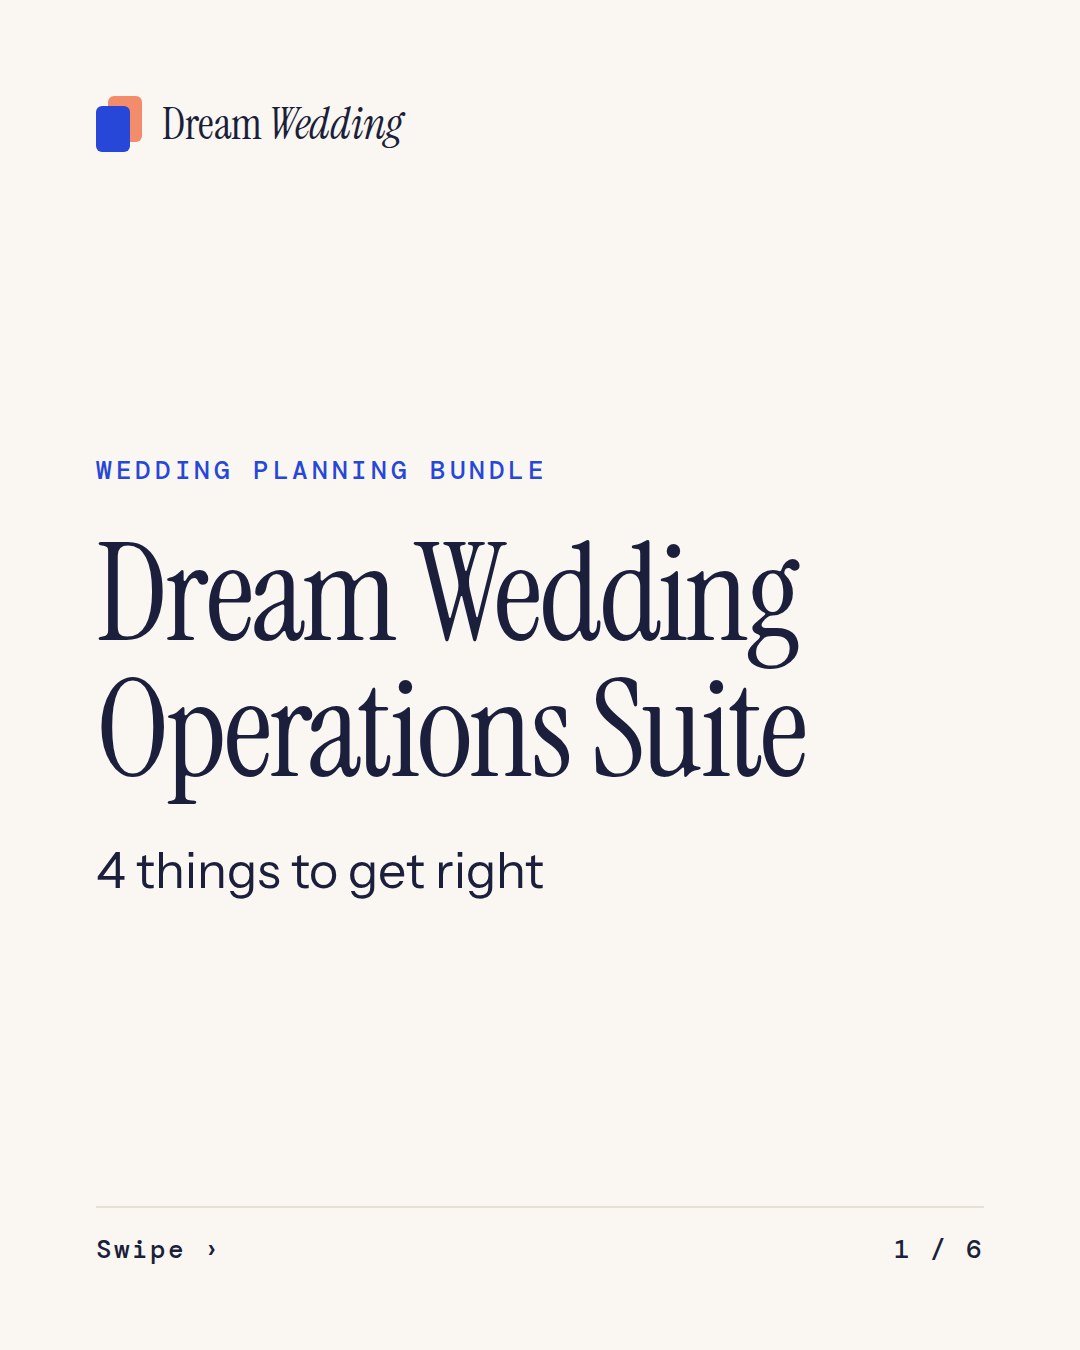 Dream Wedding
WEDDING PLANNING BUNDLE
Dream Wedding
Operations Suite
4 things to get right
Swipe ›
1 / 6